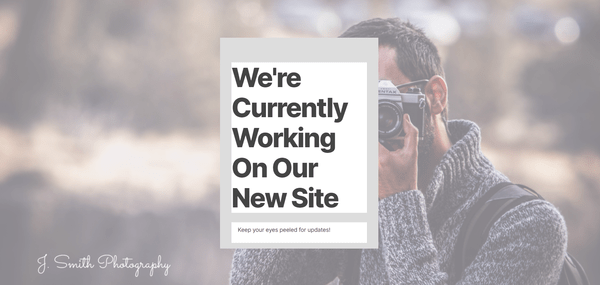 We're
Currently
Working
On Our
New Site
Keep your eyes peeled for updates!
J. Smith Photography